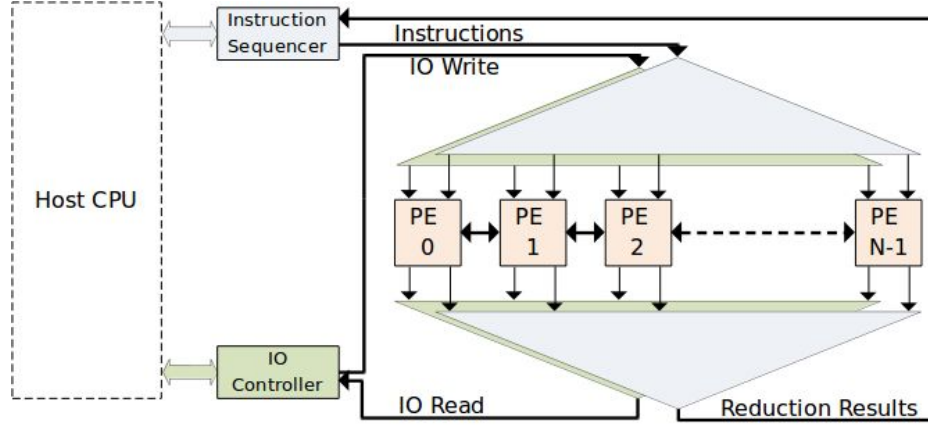 Instruction
Sequencer
Instructions
IO Write
Host CPU
PE
0
PE
1
PE
2
PE
N-1
IO
Controller
IO Read
Reduction Results